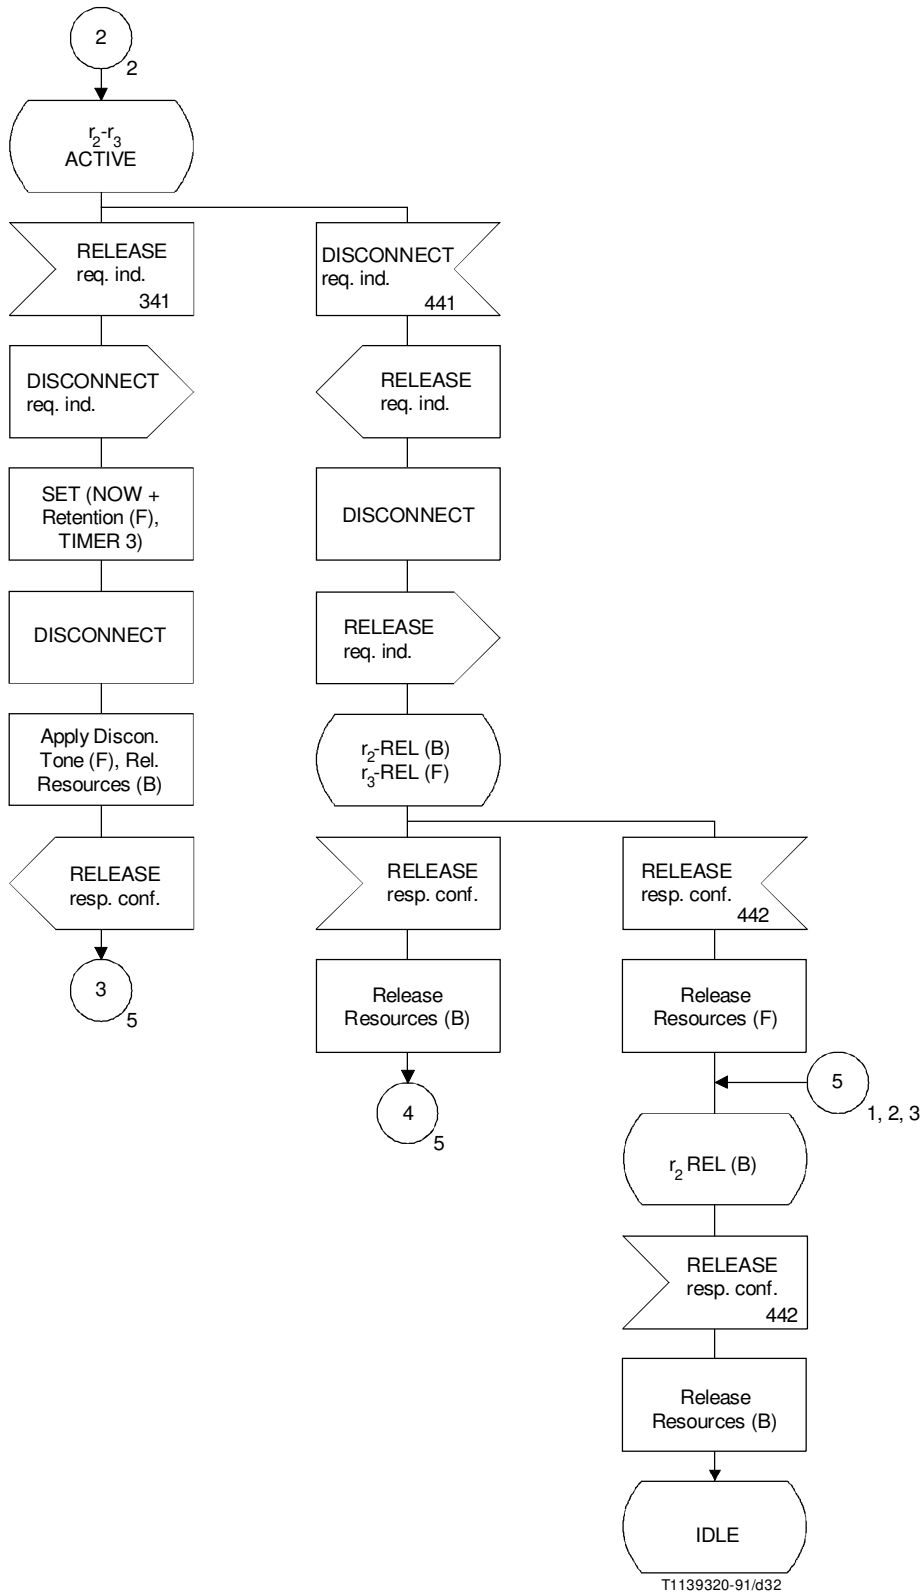 2
2
r2-r3
ACTIVE
RELEASE
req. ind.
341
DISCONNECT
req. ind.
SET (NOW +
Retention (F),
TIMER 3)
DISCONNECT
Apply Discon.
Tone (F), Rel.
Resources (B)
RELEASE
resp. conf.
3
5
DISCONNECT
req. ind.
441
RELEASE
req. ind.
DISCONNECT
RELEASE
req. ind.
r2-REL (B)
r3-REL (F)
RELEASE
resp. conf.
Release
Resources (B)
4
5
RELEASE
resp. conf.
442
Release
Resources (F)
5
1, 2, 3
r2 REL (B)
RELEASE
resp. conf.
442
Release
Resources (B)
IDLE
T1139320-91/d32